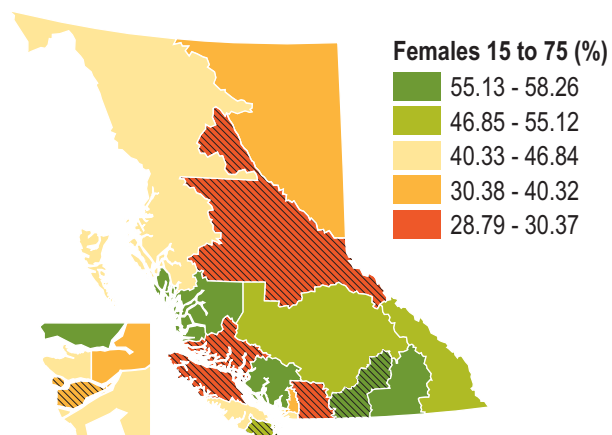 Females 15 to 75 (%)
55.13 - 58.26
46.85 - 55.12
40.33 - 46.84
30.38 - 40.32
28.79 - 30.37